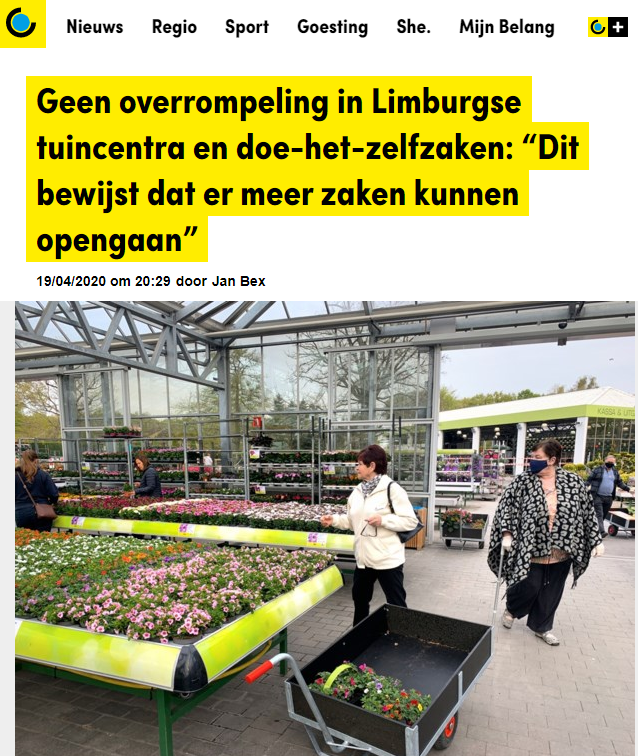 Nieuws Regio Sport Goesting She. Mijn Belang +
Geen overrompeling in Limburgse
tuincentra en doe-het-zelfzaken: “Dit
bewijst dat er meer zaken kunnen
opengaan”
19/04/2020 om 20:29 door Jan Bex
KASSA &